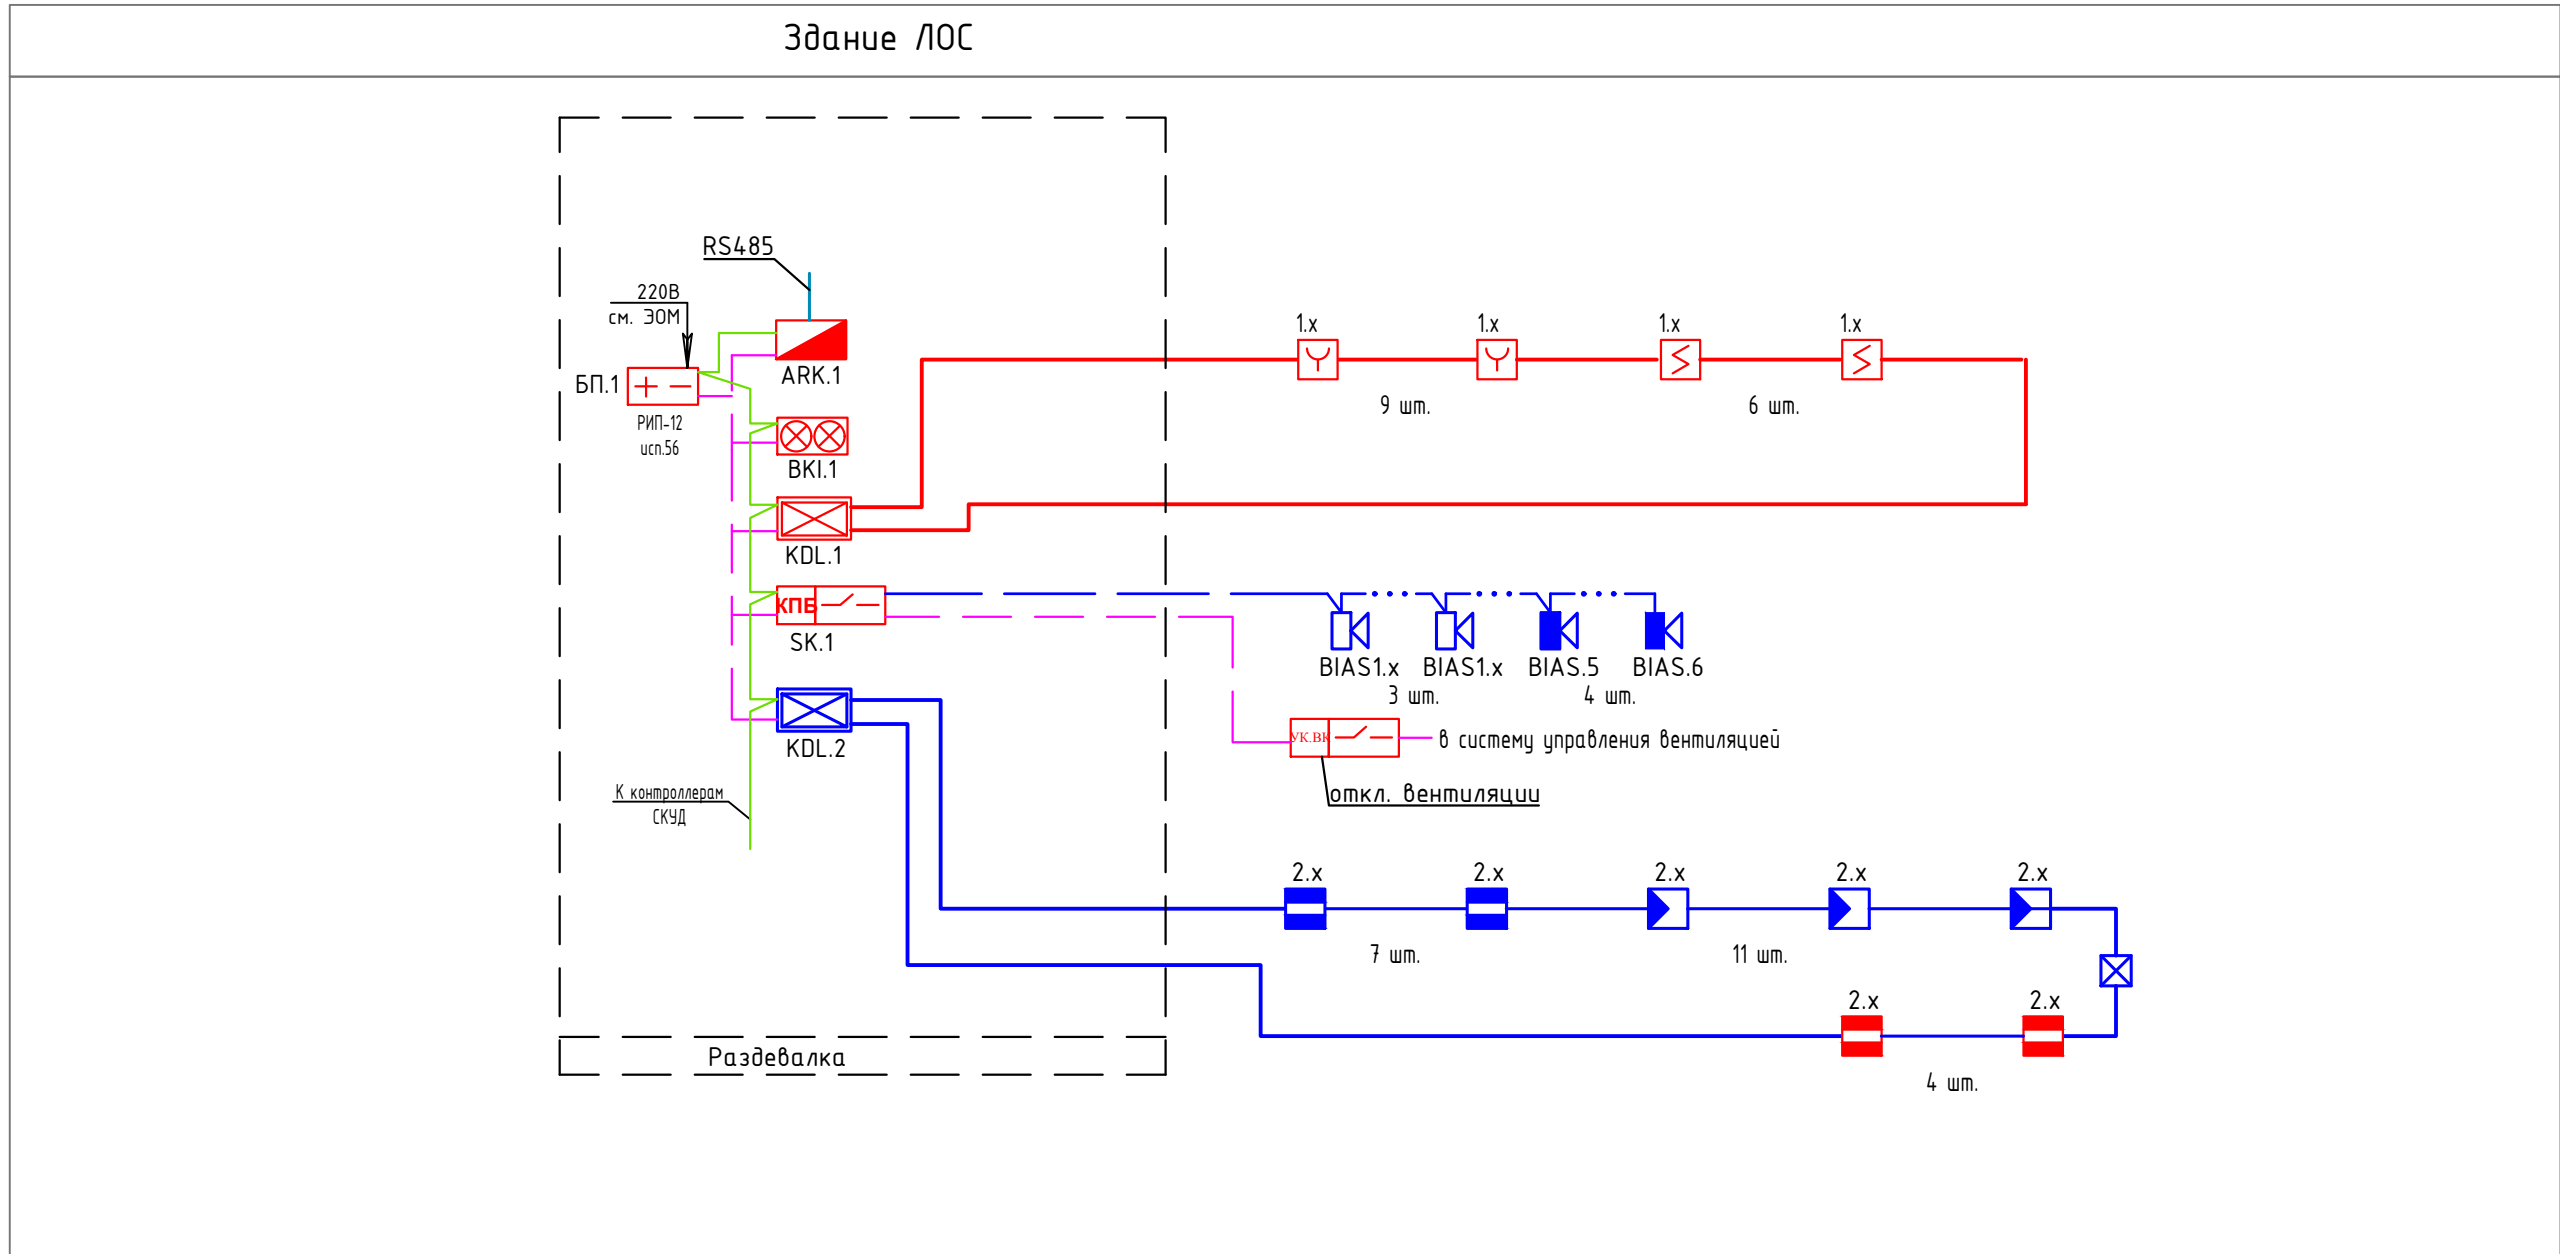 Здание ЛОС
RS485
220В
см. ЭОМ
ARK.1
БП.1
РИП-12
исп.56
BKI.1
KDL.1
КПБ
SK.1
KDL.2
К контроллерам
СКУД
Раздевалка
1.x
1.x
1.x
1.x
9 шт.
6 шт.
BIAS1.x
BIAS1.x
BIAS.5
BIAS.6
3 шт.
4 шт.
УК.ВК
в систему управления вентиляцией
откл. вентиляции
2.x
2.x
2.x
2.x
2.x
7 шт.
11 шт.
2.x
2.x
4 шт.